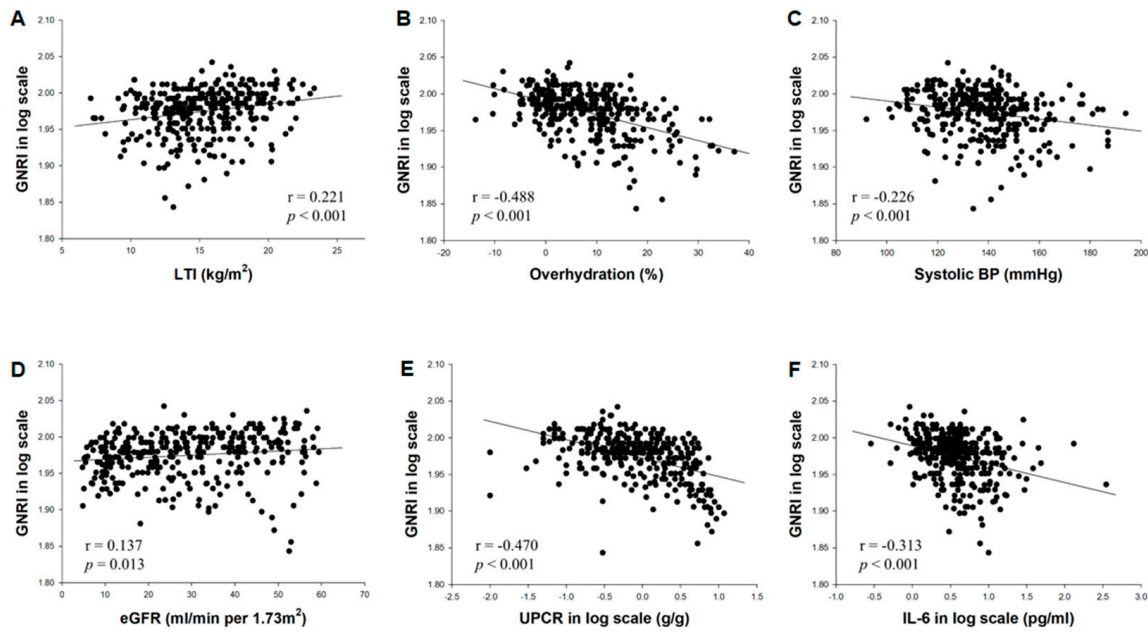 A
GNRI in log scale
2.10
2.05
2.00
1.95
1.90
1.85
1.80
r = 0.221
p < 0.001
5 10 15 20 25
LTI (kg/m²)
B
GNRI in log scale
2.10
2.05
2.00
1.95
1.90
1.85
1.80
r = -0.488
p < 0.001
-20 -10 0 10 20 30 40
Overhydration (%)
C
GNRI in log scale
2.10
2.05
2.00
1.95
1.90
1.85
1.80
r = -0.226
p < 0.001
80 100 120 140 160 180 200
Systolic BP (mmHg)
D
GNRI in log scale
2.10
2.05
2.00
1.95
1.90
1.85
1.80
r = 0.137
p = 0.013
0 10 20 30 40 50 60 70
eGFR (ml/min per 1.73m²)
E
GNRI in log scale
2.10
2.05
2.00
1.95
1.90
1.85
1.80
r = -0.470
p < 0.001
-2.5 -2.0 -1.5 -1.0 -0.5 0.0 0.5 1.0 1.5
UPCR in log scale (g/g)
F
GNRI in log scale
2.10
2.05
2.00
1.95
1.90
1.85
1.80
r = -0.313
p < 0.001
-1.0 -0.5 0.0 0.5 1.0 1.5 2.0 2.5 3.0
IL-6 in log scale (pg/ml)